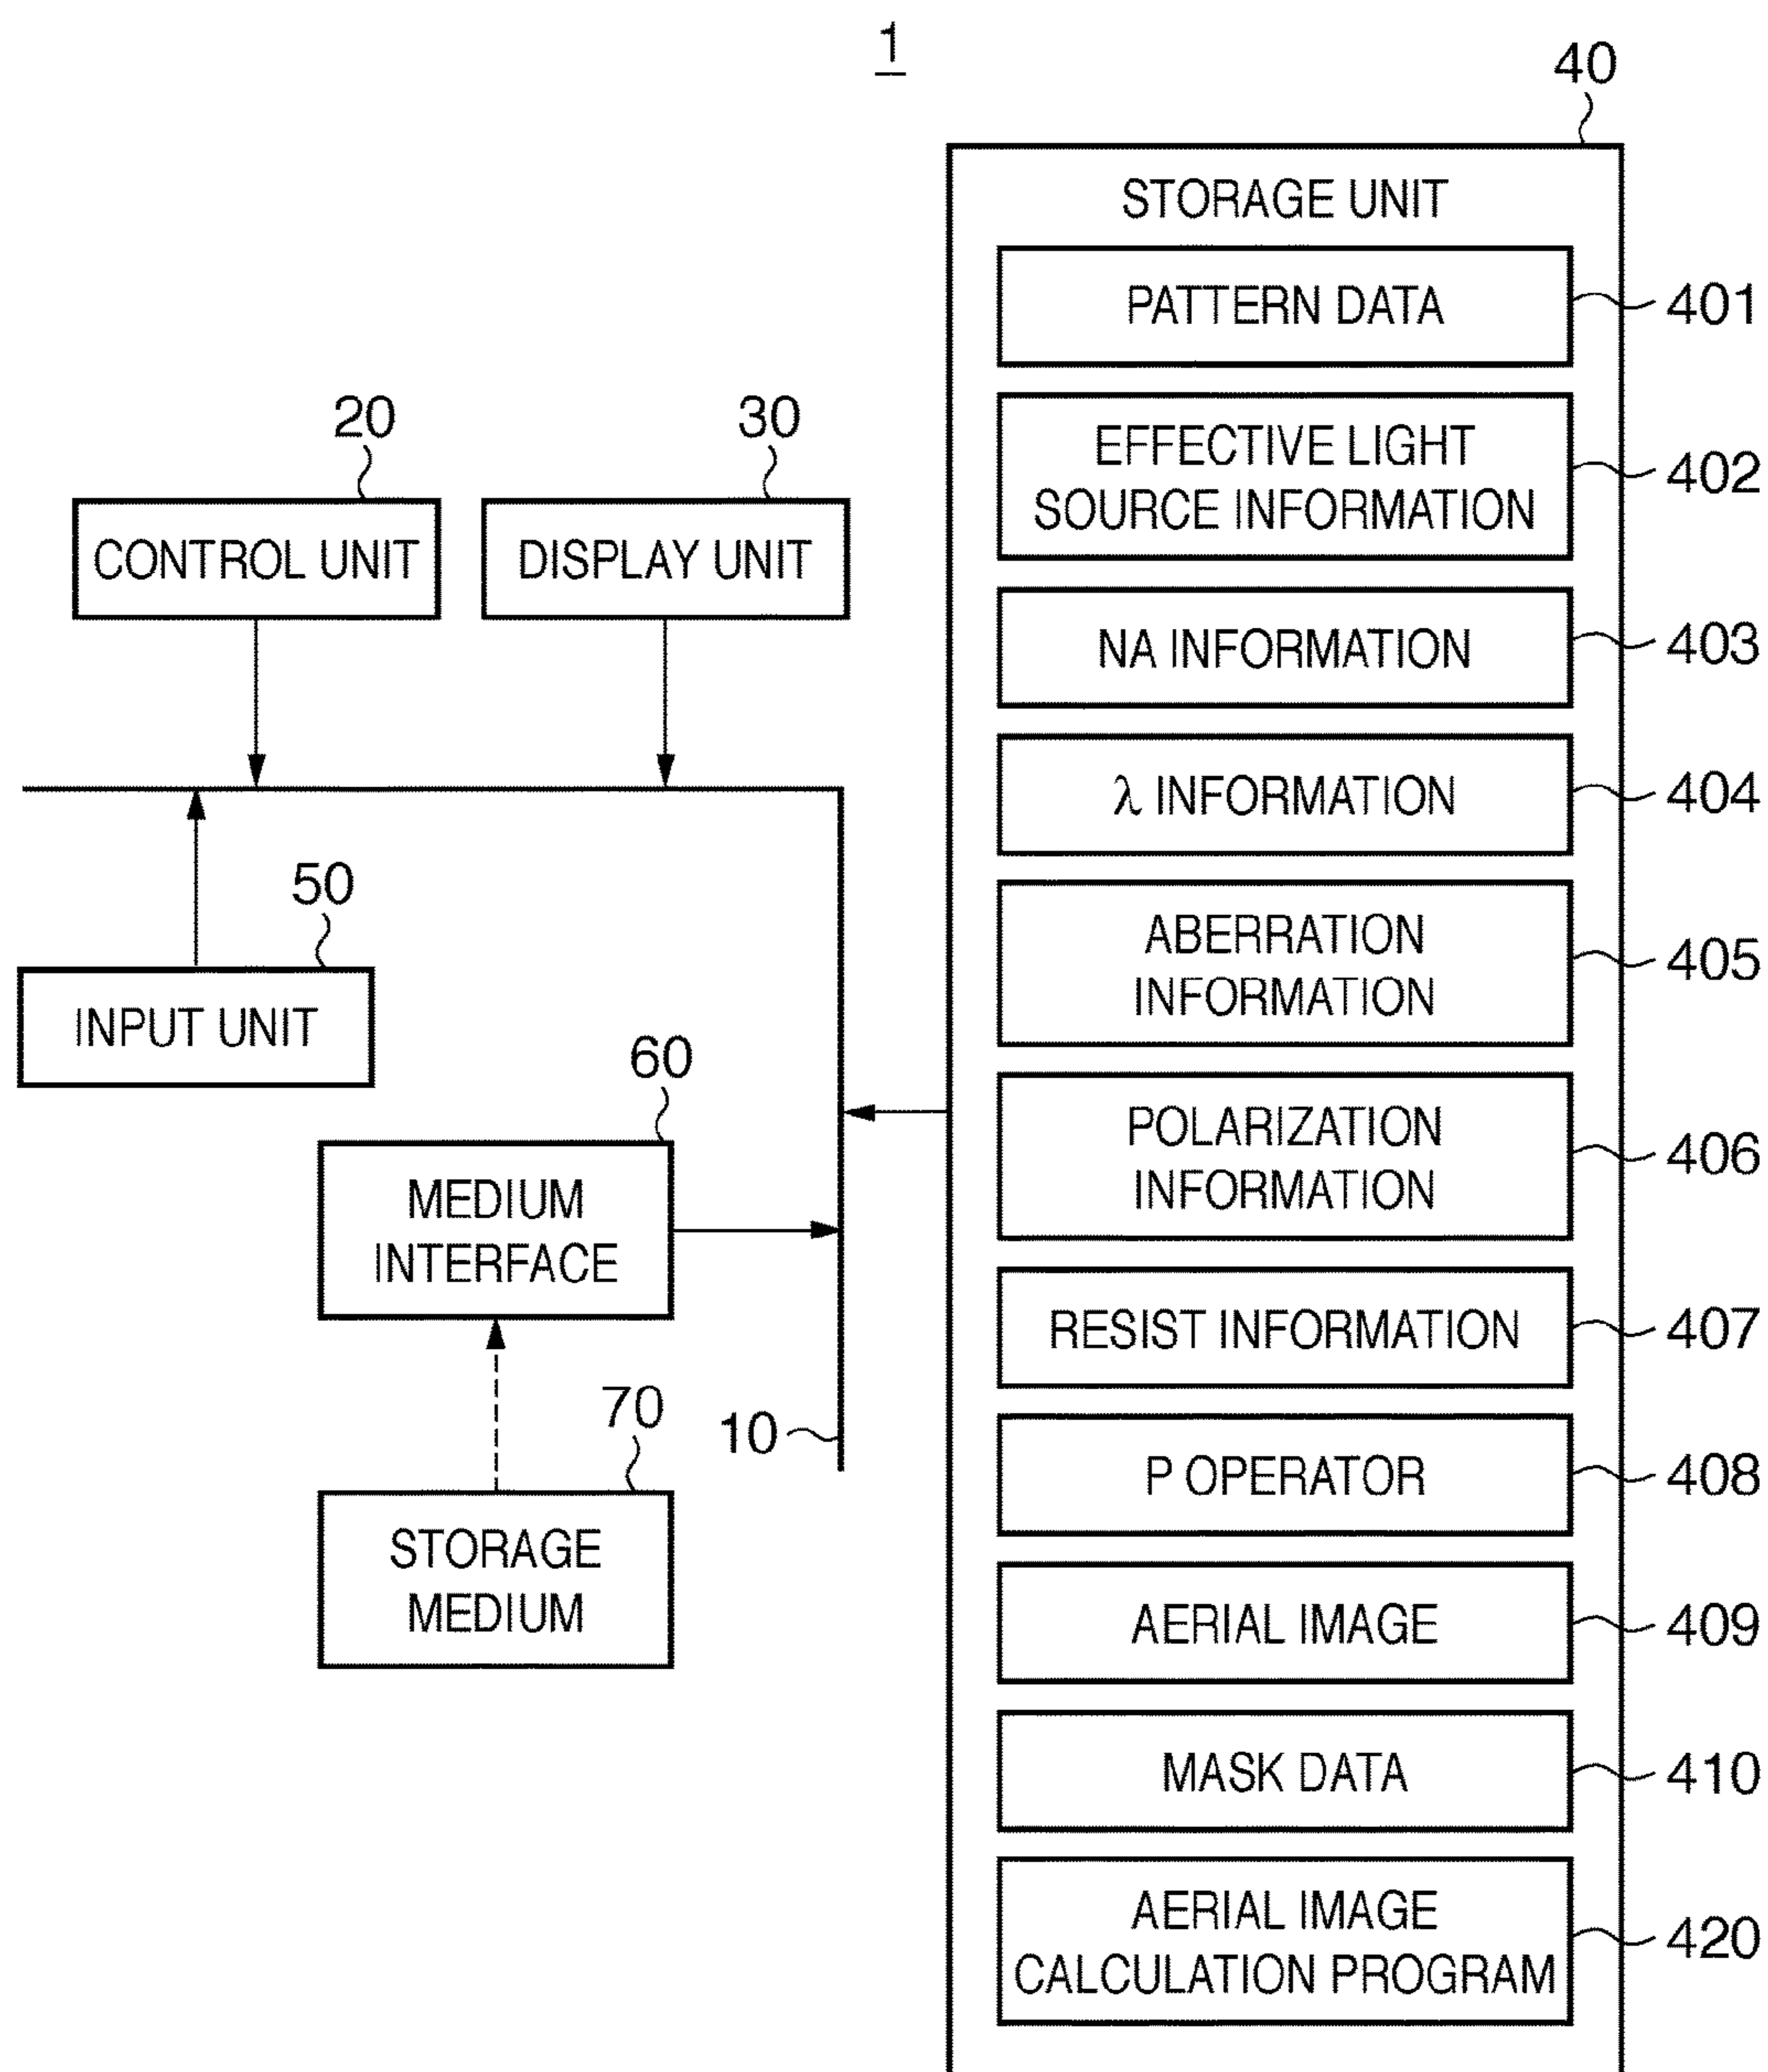 1
40
STORAGE UNIT
PATTERN DATA
401
EFFECTIVE LIGHT
SOURCE INFORMATION
402
NA INFORMATION
403
λ INFORMATION
404
ABERRATION
INFORMATION
405
POLARIZATION
INFORMATION
406
RESIST INFORMATION
407
P OPERATOR
408
AERIAL IMAGE
409
MASK DATA
410
AERIAL IMAGE
CALCULATION PROGRAM
420
20
CONTROL UNIT
30
DISPLAY UNIT
50
INPUT UNIT
60
MEDIUM
INTERFACE
70
STORAGE
MEDIUM
10